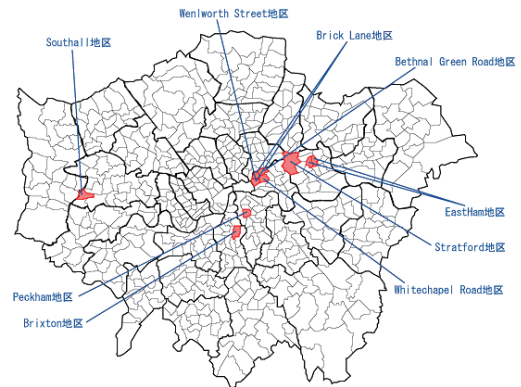 Wenlworth Street地区
Brick Lane地区
Southall地区
Bethnal Green Road地区
EastHam地区
Stratford地区
Whitechapel Road地区
Peckham地区
Brixton地区